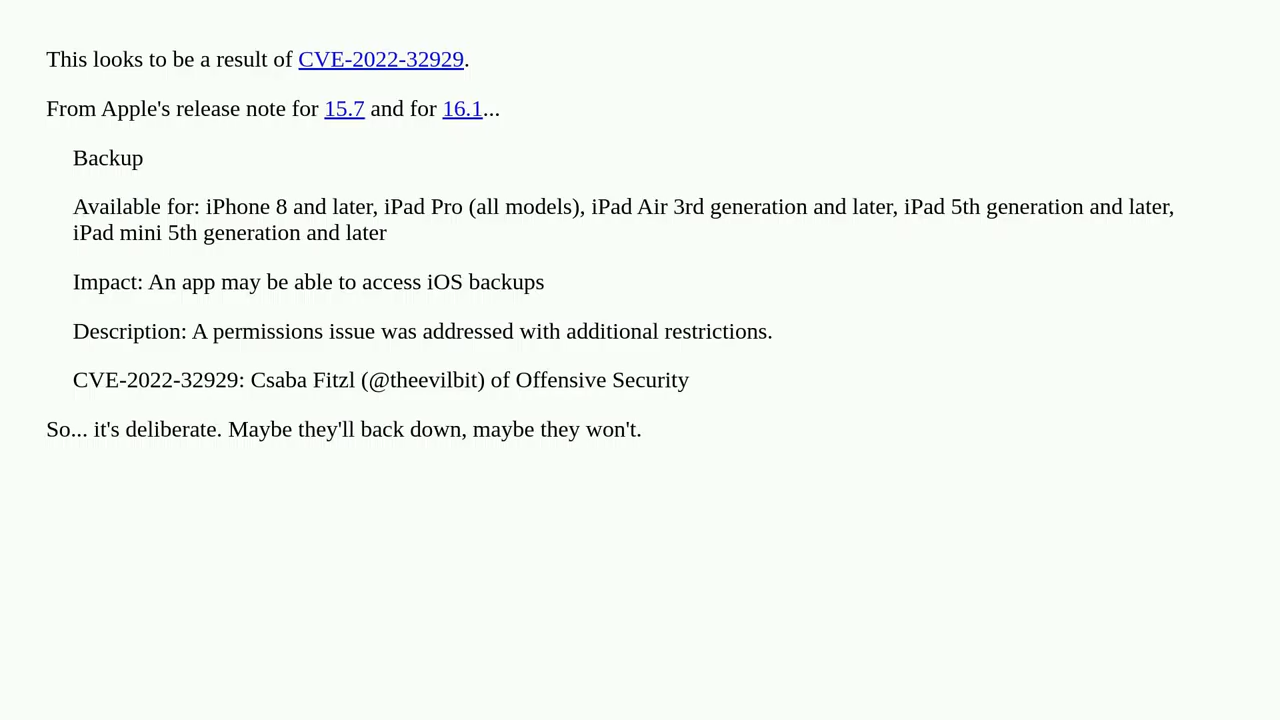 This looks to be a result of CVE-2022-32929.
From Apple's release note for 15.7 and for 16.1...
Backup
Available for: iPhone 8 and later, iPad Pro (all models), iPad Air 3rd generation and later, iPad 5th generation and later,
iPad mini 5th generation and later
Impact: An app may be able to access iOS backups
Description: A permissions issue was addressed with additional restrictions.
CVE-2022-32929: Csaba Fitzl (@theevilbit) of Offensive Security
So... it's deliberate. Maybe they'll back down, maybe they won't.